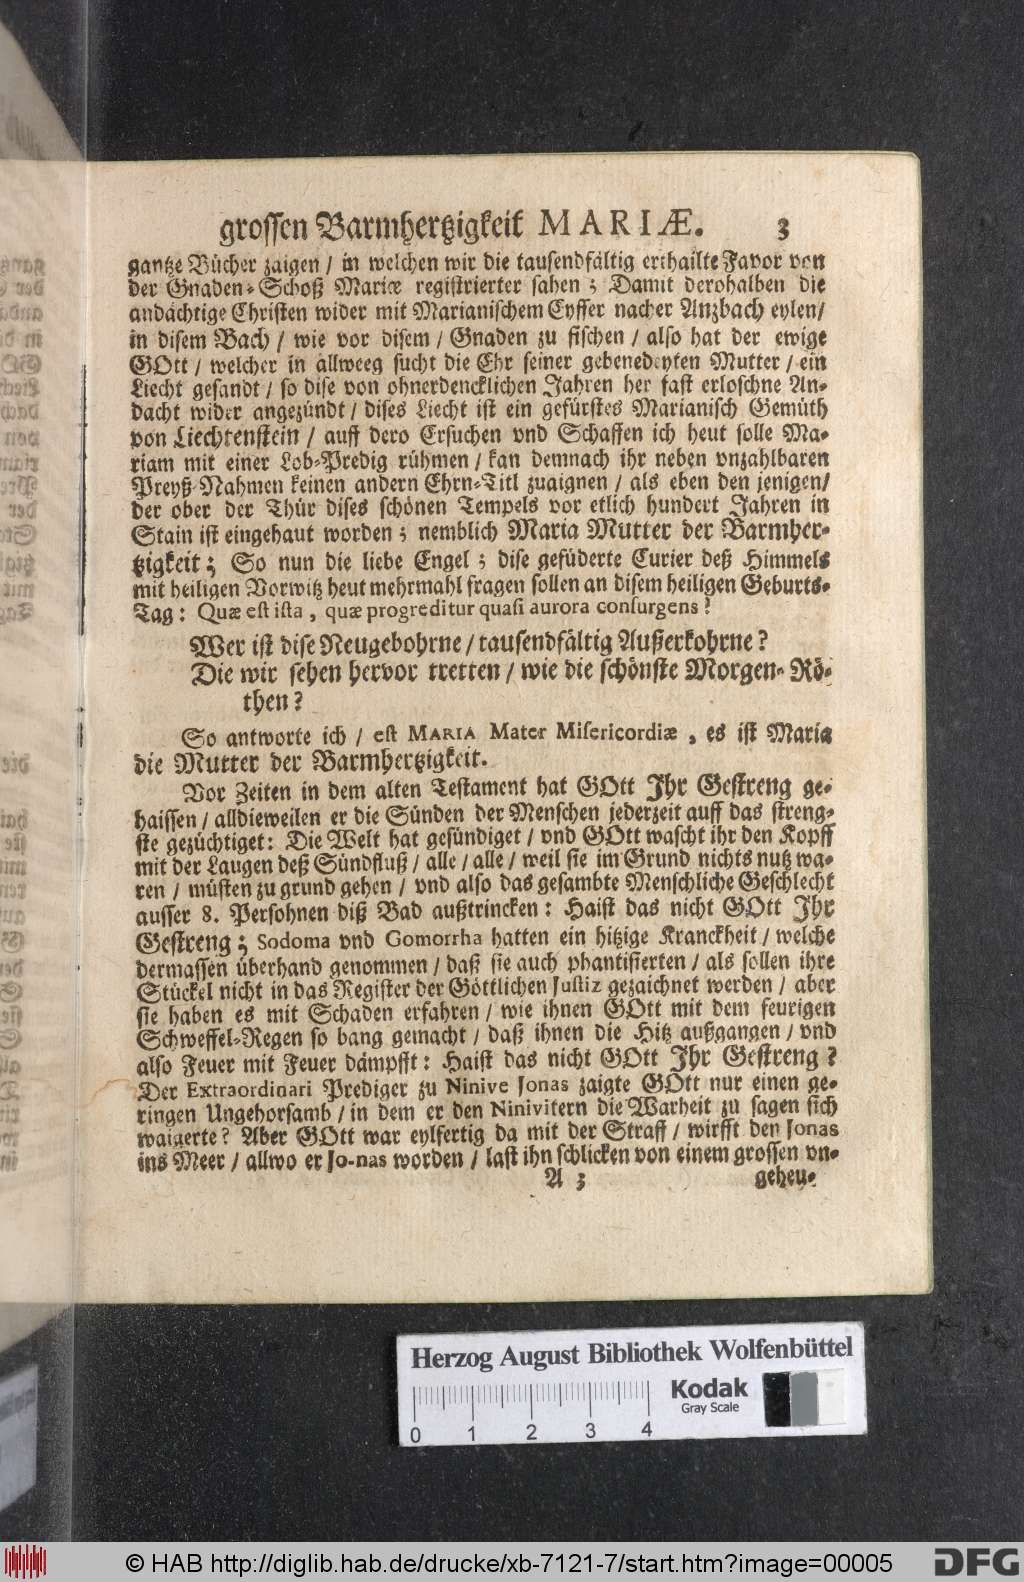 grossen Barmhertzigkeit MARIÆ. 3
gantze Bücher zaigen / in welchen wir die tausendfältig erthailte Favor von
der Gnaden-Schoß Mariæ registrierter sahen ; Damit derohalben die
andächtige Christen wider mit Marianischem Eyffer nacher Anzbach eylen/
in disem Bach / wie vor disem / Gnaden zu fischen / also hat der ewige
GOtt / welcher in allweeg sucht die Ehr seiner gebenedeyten Mutter / ein
Liecht gesandt / so dise von ohnerdencklichen Jahren her fast erloschne An-
dacht wider angezündt / dises Liecht ist ein gefürstes Marianisch Gemüth
von Liechtenstein / auff dero Ersuchen vnd Schaffen ich heut solle Ma-
riam mit einer Lob-Predig rühmen / kan demnach ihr neben vnzahlbaren
Preyß-Nahmen keinen andern Ehrn-Titl zuaignen / als eben den jenigen/
der ober der Thür dises schönen Tempels vor etlich hundert Jahren in
Stain ist eingehaut worden ; nemblich Maria Mutter der Barmher-
tzigkeit ; So nun die liebe Engel ; dise gefüderte Curier deß Himmels
mit heiligen Vorwitz heut mehrmahl fragen sollen an disem heiligen Geburts-
Tag : Quæ est ista , quæ progreditur quasi aurora consurgens ?
Wer ist dise Neugebohrne / tausendfältig Außerkohrne ?
Die wir sehen hervor tretten / wie die schönste Morgen-Rö-
then ?
So antworte ich / est MARIA Mater Misericordiæ , es ist Maria
die Mutter der Barmhertzigkeit.
Vor Zeiten in dem alten Testament hat GOtt Ihr Gestreng ge-
haissen / alldieweilen er die Sünden der Menschen jederzeit auff das streng-
ste gezüchtiget : Die Welt hat gesündiget / vnd GOtt wascht ihr den Kopff
mit der Laugen deß Sündfluß / alle / alle / weil sie im Grund nichts nutz wa-
ren / müsten zu grund gehen / vnd also das gesambte Menschliche Geschlecht
ausser 8. Persohnen diß Bad außtrincken : Haist das nicht GOtt Ihr
Gestreng ; Sodoma vnd Gomorrha hatten ein hitzige Kranckheit / welche
dermassen überhand genommen / daß sie auch phantisierten / als sollen ihre
Stückel nicht in das Register der Göttlichen Justiz gezaichnet werden / aber
sie haben es mit Schaden erfahren / wie ihnen GOtt mit dem feurigen
Schweffel-Regen so bang gemacht / daß ihnen die Hitz außgangen / vnd
also Feuer mit Feuer dämpfft : Haist das nicht GOtt Ihr Gestreng ?
Der Extraordinari Prediger zu Ninive Jonas zaigte GOtt nur einen ge-
ringen Ungehorsamb / in dem er den Ninivitern die Warheit zu sagen sich
waigerte ? Aber GOtt war eylfertig da mit der Straff / wirfft den Jonas
ins Meer / allwo er Jo-nas worden / last ihn schlicken von einem grossen vn-
A 3 geheu-
Herzog August Bibliothek Wolfenbüttel
Kodak
Gray Scale
0 1 2 3 4
© HAB http://diglib.hab.de/drucke/xb-7121-7/start.htm?image=00005
DFG